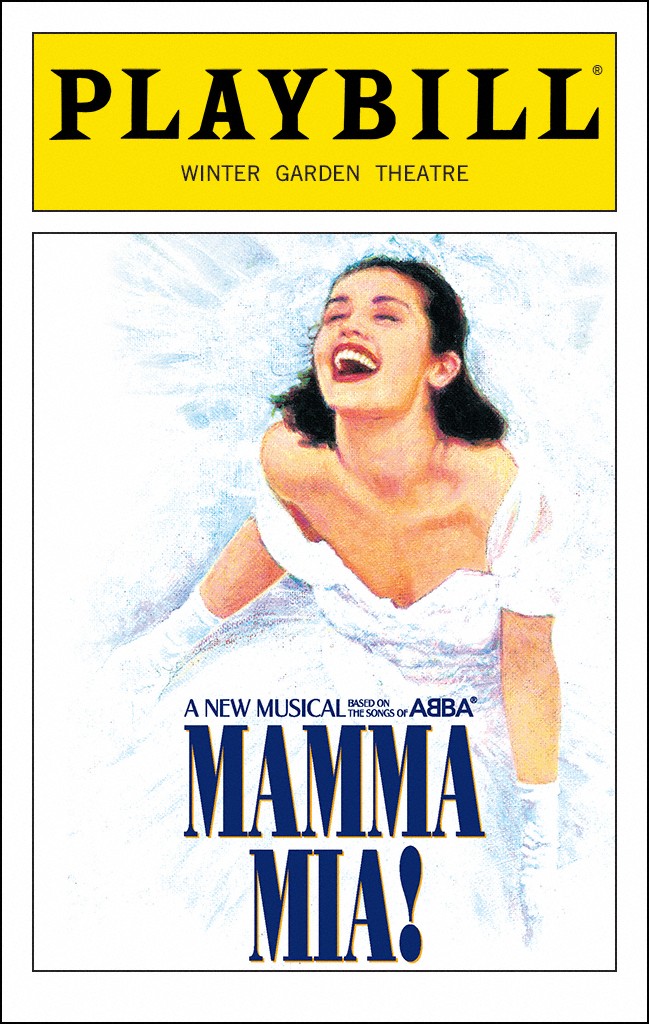 PLAYBILL®
WINTER GARDEN THEATRE
A NEW MUSICAL BASED ON THE SONGS OF ABBA®
MAMMA
MIA!